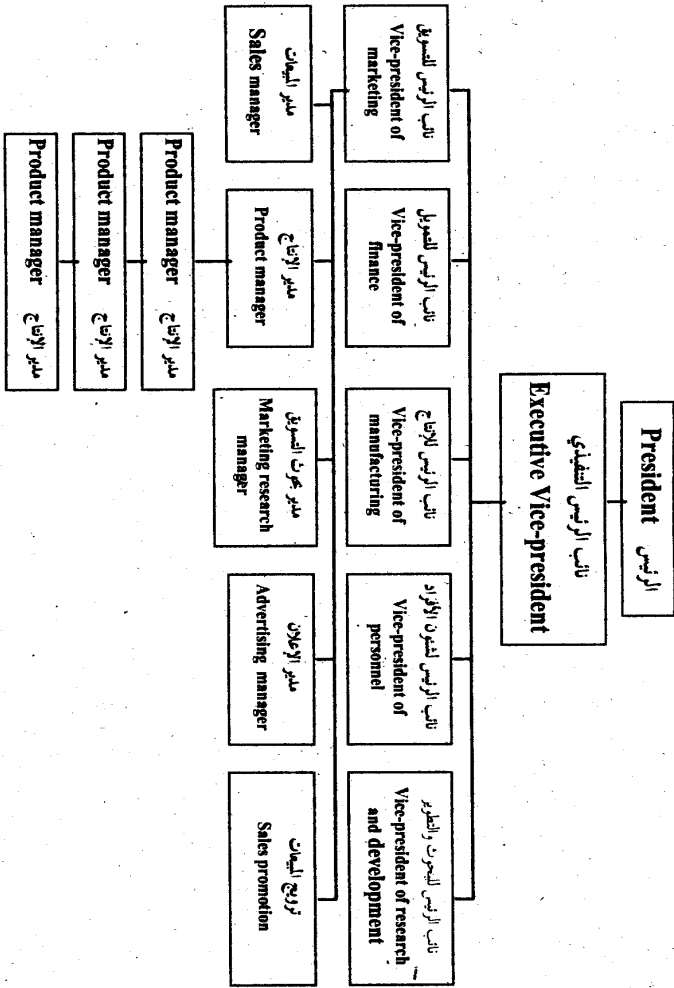 President الرئيس
نائب الرئيس التنفيذي
Executive Vice-president
نائب الرئيس للتسويق
Vice-president of
marketing
نائب الرئيس للتمويل
Vice-president of
finance
نائب الرئيس للإنتاج
Vice-president of
manufacturing
نائب الرئيس لشئون الأفراد
Vice-president of
personnel
نائب الرئيس للبحوث والتطوير
Vice-president of research
and development
مدير المبيعات
Sales manager
مدير الإنتاج
Product manager
مدير بحوث التسويق
Marketing research
manager
مدير الإعلان
Advertising manager
ترويج المبيعات
Sales promotion
Product manager مدير الإنتاج
Product manager مدير الإنتاج
Product manager مدير الإنتاج